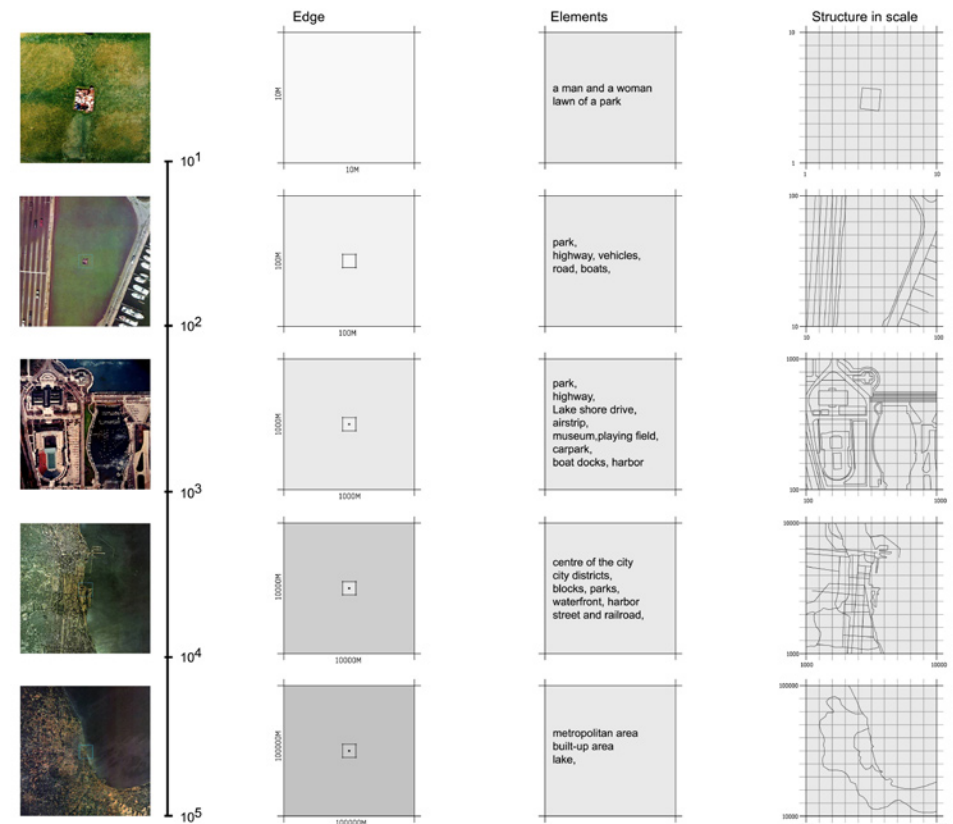 Edge Elements Structure in scale
10M
a man and a woman
lawn of a park
10
1
10¹
10M
1 10
100M
park,
highway, vehicles,
road, boats,
100
10
10²
100M
10 100
1000M
park,
highway,
Lake shore drive,
airstrip,
museum,playing field,
carpark,
boat docks, harbor
1000
100
10³
1000M
100 1000
10000M
centre of the city
city districts,
blocks, parks,
waterfront, harbor
street and railroad,
10000
1000
10⁴
10000M
1000 10000
100000M
metropolitan area
built-up area
lake,
100000
10000
10⁵
100000M